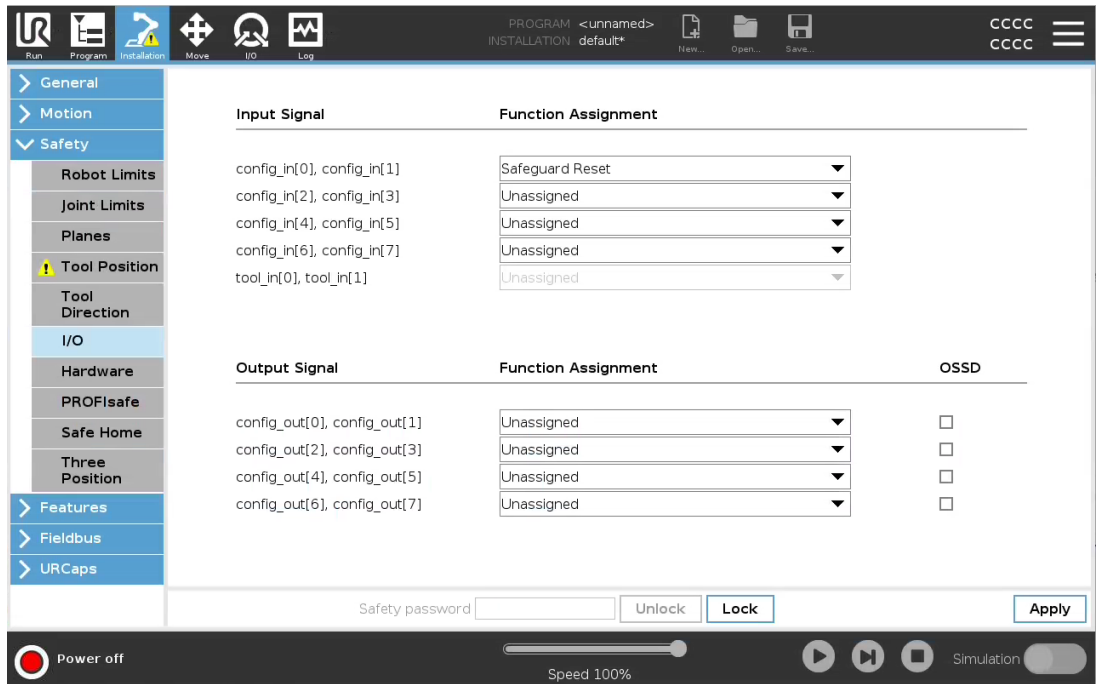 PROGRAM <unnamed>
INSTALLATION default*
CCCC
CCCC
Run Program Installation Move I/O Log New... Open... Save...
General
Motion
Safety
Robot Limits
Joint Limits
Planes
Tool Position
Tool
Direction
I/O
Hardware
PROFIsafe
Safe Home
Three
Position
Features
Fieldbus
URCaps
Input Signal Function Assignment
config_in[0], config_in[1] Safeguard Reset
config_in[2], config_in[3] Unassigned
config_in[4], config_in[5] Unassigned
config_in[6], config_in[7] Unassigned
tool_in[0], tool_in[1] Unassigned
Output Signal Function Assignment OSSD
config_out[0], config_out[1] Unassigned
config_out[2], config_out[3] Unassigned
config_out[4], config_out[5] Unassigned
config_out[6], config_out[7] Unassigned
Safety password Unlock Lock Apply
Power off
Speed 100%
Simulation